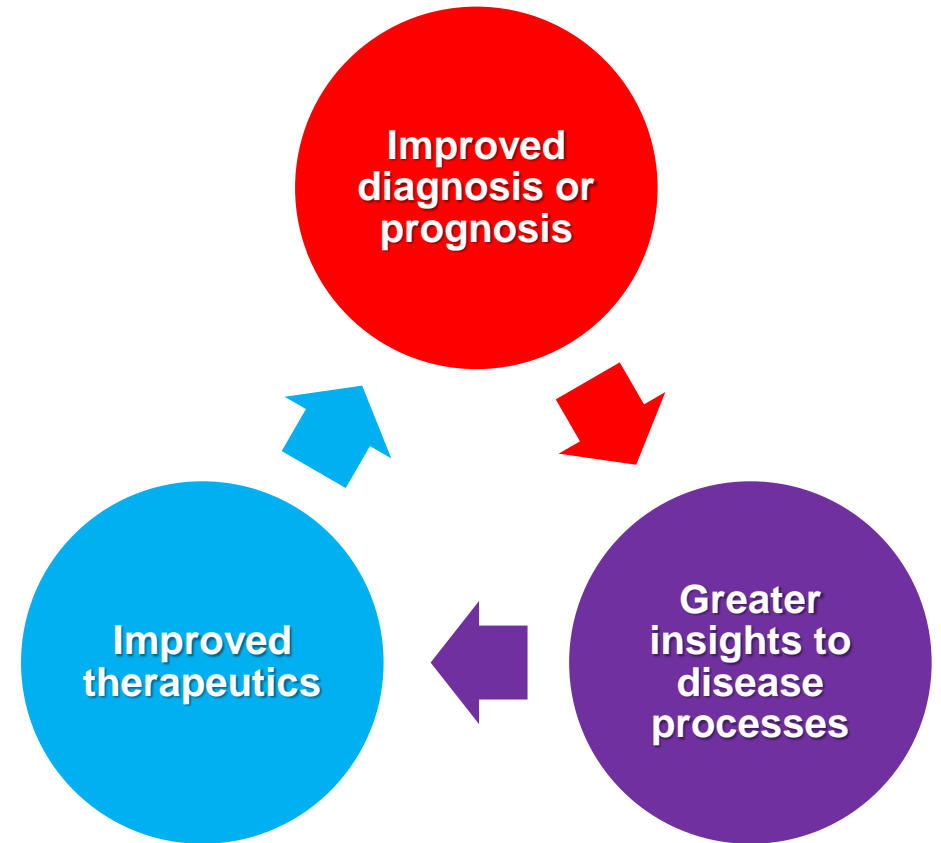 Improved
diagnosis or
prognosis
Greater
insights to
disease
processes
Improved
therapeutics